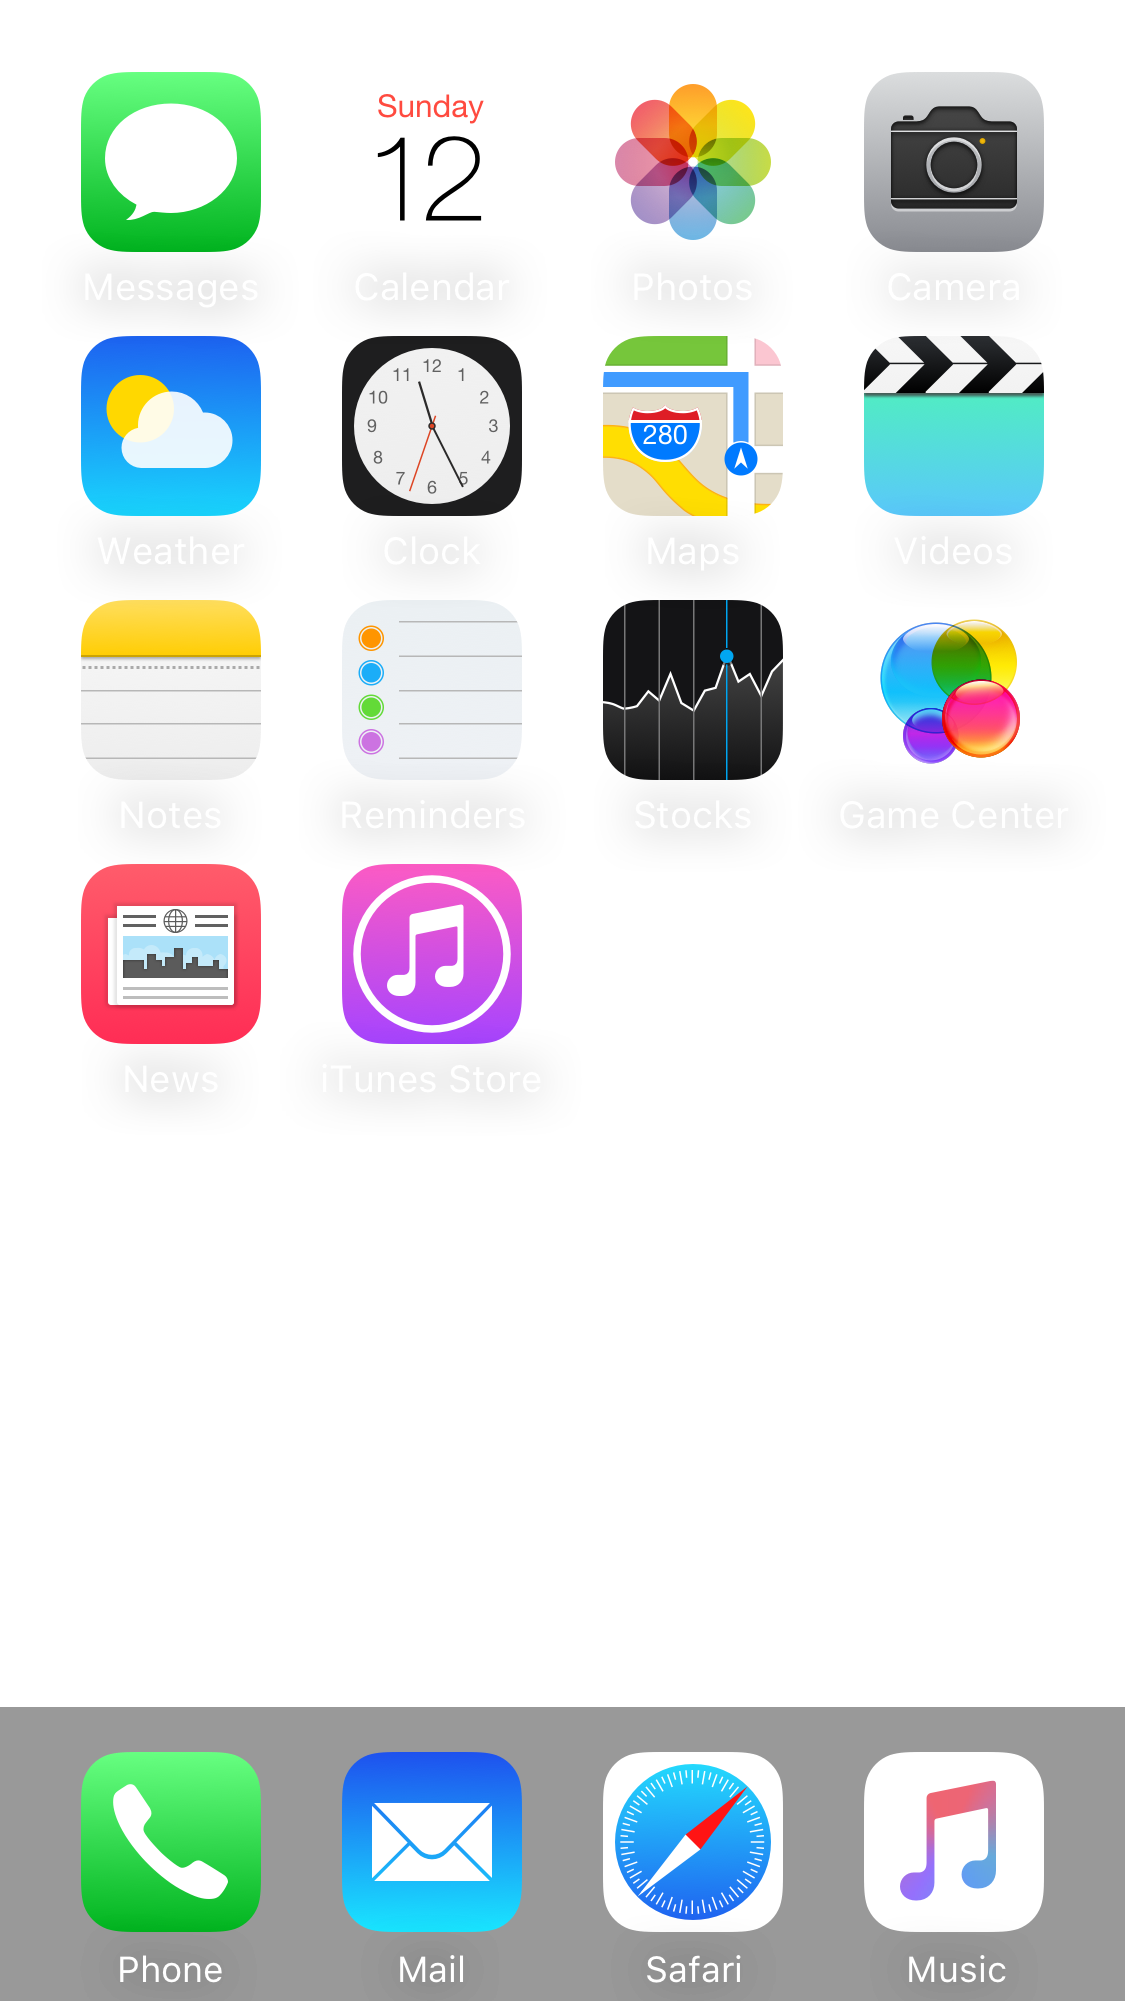 Sunday
12
Messages Calendar Photos Camera
12
11 1
10 2
9 3
8 4
7 5
6
280
Weather Clock Maps Videos
Notes Reminders Stocks Game Center
News iTunes Store
Phone Mail Safari Music